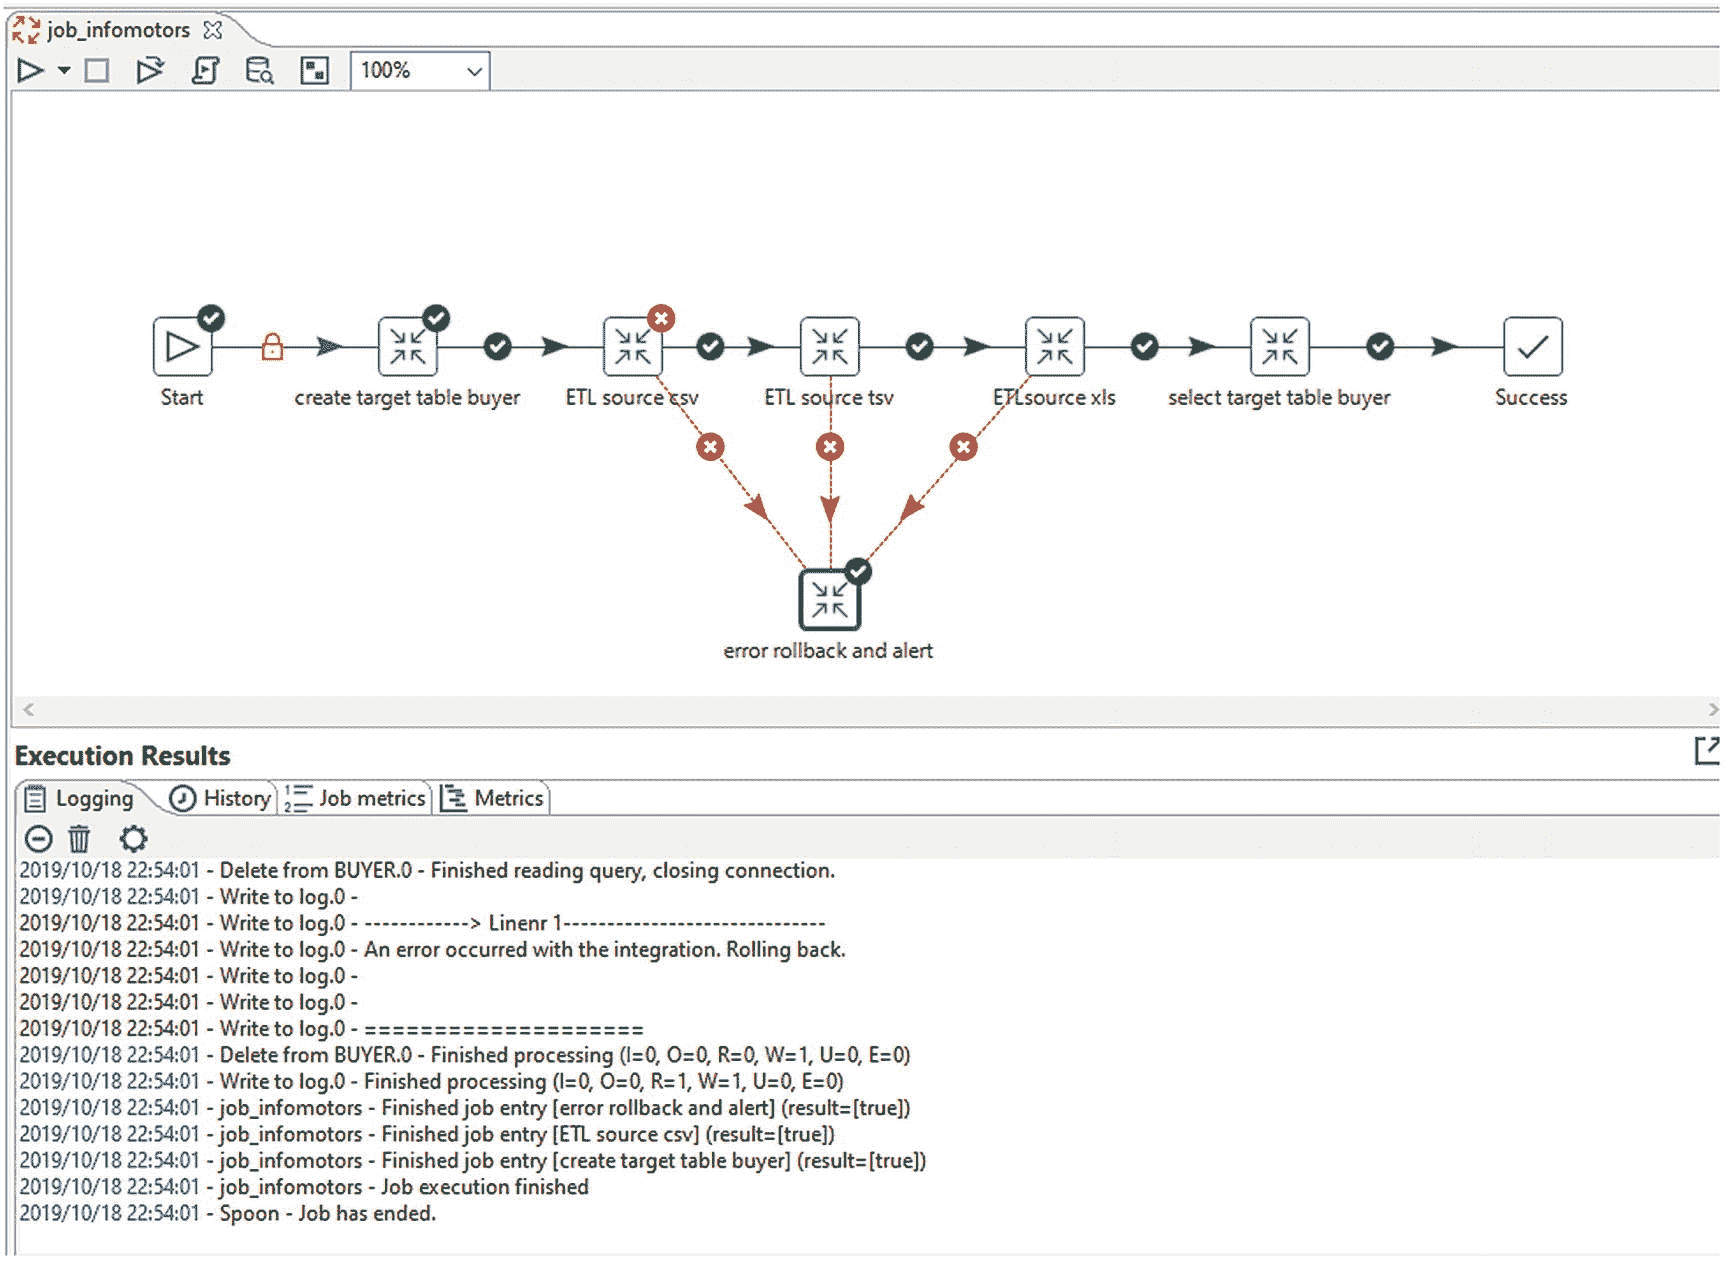 job_infomotors
100%
Start
create target table buyer
ETL source csv
ETL source tsv
ETLsource xls
select target table buyer
Success
error rollback and alert
Execution Results
Logging
History
Job metrics
Metrics
2019/10/18 22:54:01 - Delete from BUYER.0 - Finished reading query, closing connection.
2019/10/18 22:54:01 - Write to log.0 -
2019/10/18 22:54:01 - Write to log.0 - ------------> Linenr 1----------------------------
2019/10/18 22:54:01 - Write to log.0 - An error occurred with the integration. Rolling back.
2019/10/18 22:54:01 - Write to log.0 -
2019/10/18 22:54:01 - Write to log.0 -
2019/10/18 22:54:01 - Write to log.0 - ====================
2019/10/18 22:54:01 - Delete from BUYER.0 - Finished processing (I=0, O=0, R=0, W=1, U=0, E=0)
2019/10/18 22:54:01 - Write to log.0 - Finished processing (I=0, O=0, R=1, W=1, U=0, E=0)
2019/10/18 22:54:01 - job_infomotors - Finished job entry [error rollback and alert] (result=[true])
2019/10/18 22:54:01 - job_infomotors - Finished job entry [ETL source csv] (result=[true])
2019/10/18 22:54:01 - job_infomotors - Finished job entry [create target table buyer] (result=[true])
2019/10/18 22:54:01 - job_infomotors - Job execution finished
2019/10/18 22:54:01 - Spoon - Job has ended.